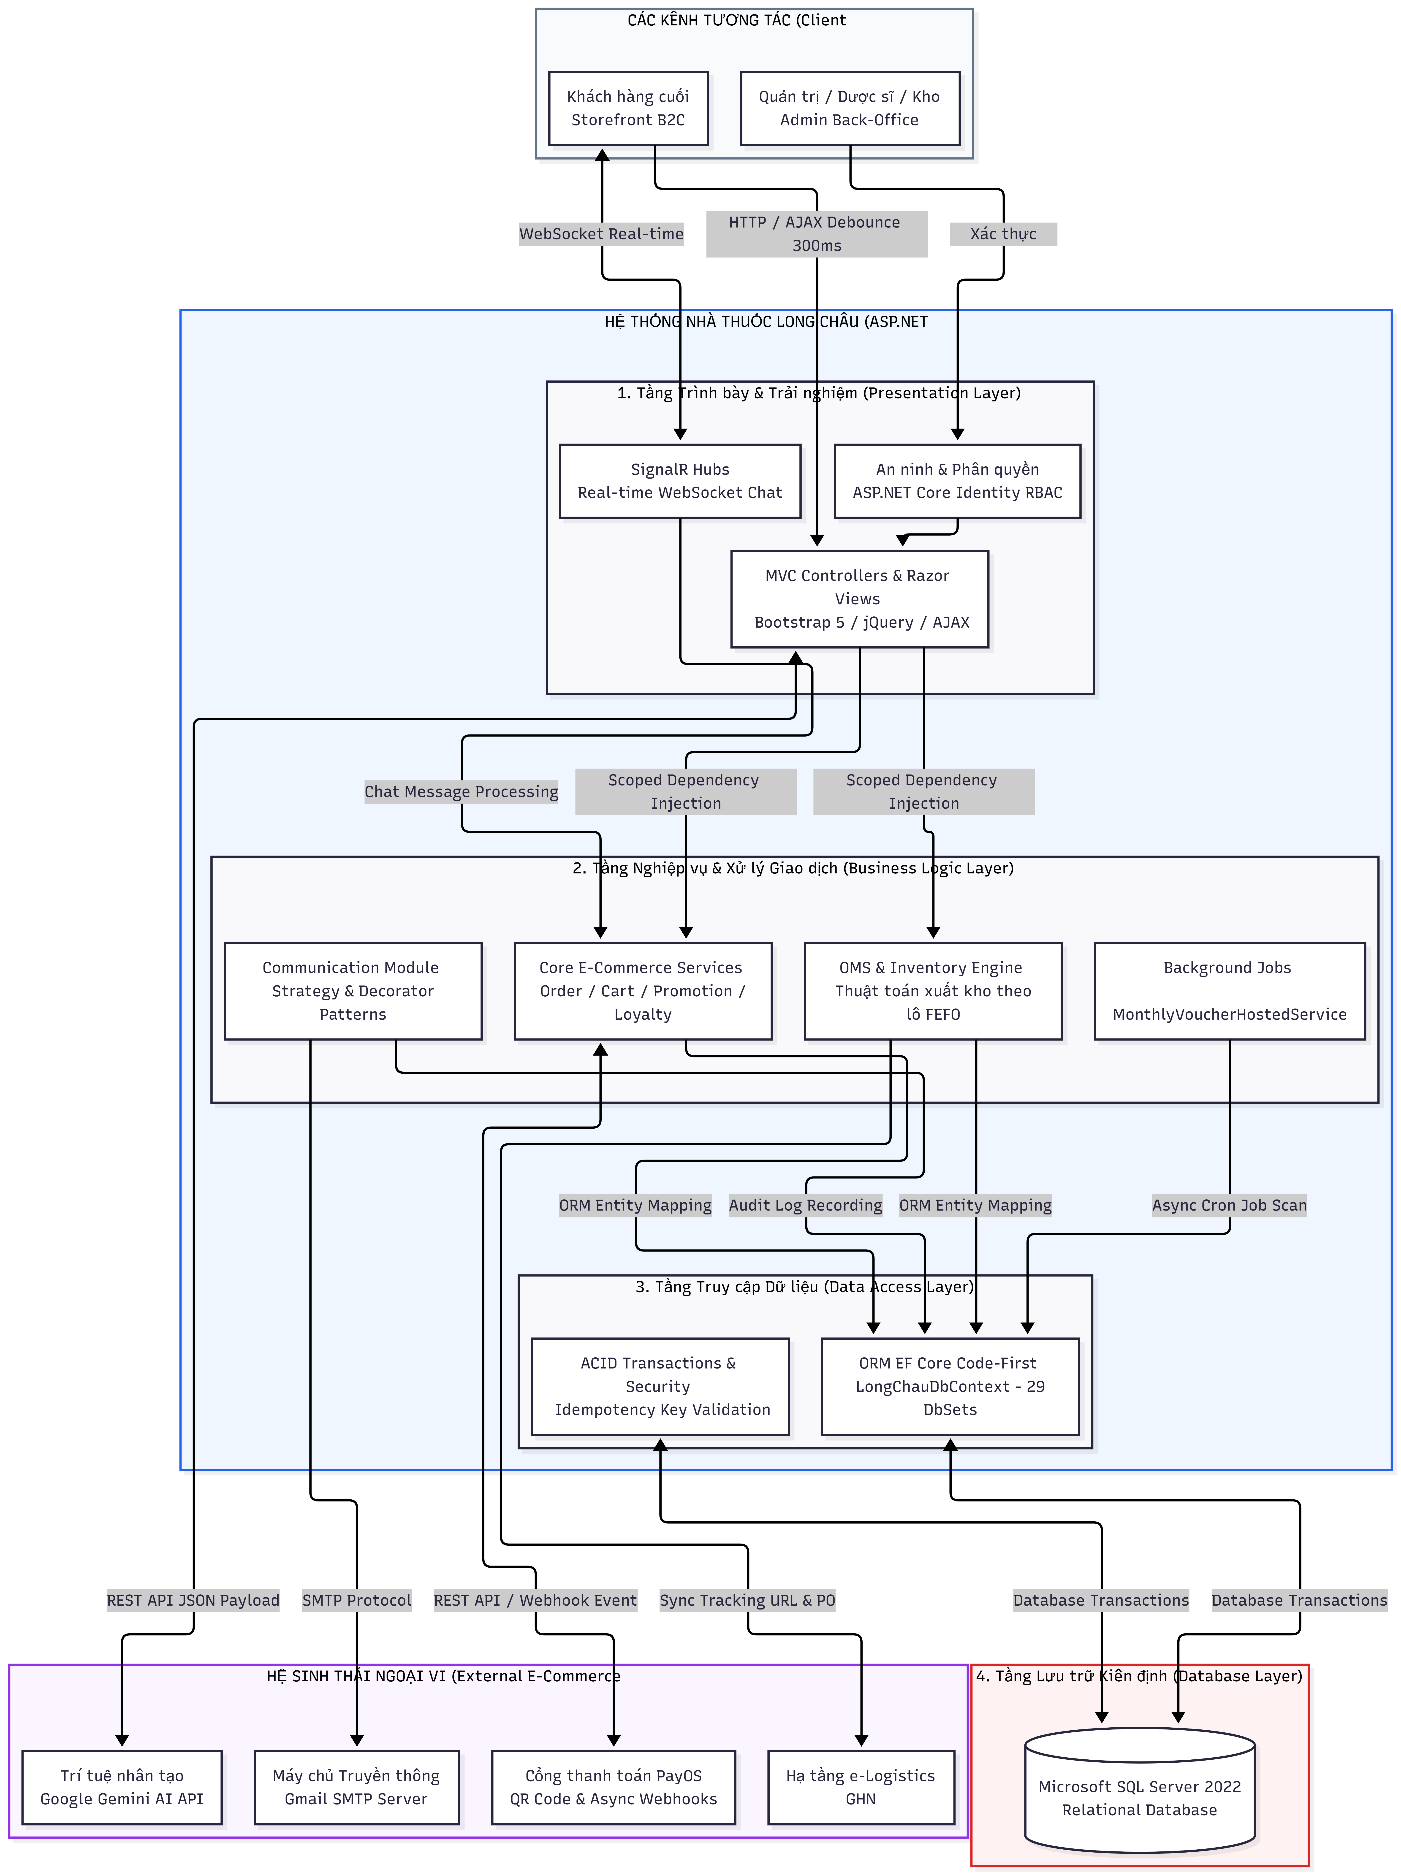 CÁC KÊNH TƯƠNG TÁC (Client
Khách hàng cuối
Storefront B2C
Quản trị / Dược sĩ / Kho
Admin Back-Office
WebSocket Real-time
HTTP / AJAX Debounce
300ms
Xác thực
HỆ THỐNG NHÀ THUỐC LONG CHÂU (ASP.NET
1. Tầng Trình bày & Trải nghiệm (Presentation Layer)
SignalR Hubs
Real-time WebSocket Chat
An ninh & Phân quyền
ASP.NET Core Identity RBAC
MVC Controllers & Razor
Views
Bootstrap 5 / jQuery / AJAX
Chat Message Processing
Scoped Dependency
Injection
Scoped Dependency
Injection
2. Tầng Nghiệp vụ & Xử lý Giao dịch (Business Logic Layer)
Communication Module
Strategy & Decorator
Patterns
Core E-Commerce Services
Order / Cart / Promotion /
Loyalty
OMS & Inventory Engine
Thuật toán xuất kho theo
lô FEFO
Background Jobs
MonthlyVoucherHostedService
ORM Entity Mapping
Audit Log Recording
ORM Entity Mapping
Async Cron Job Scan
3. Tầng Truy cập Dữ liệu (Data Access Layer)
ACID Transactions &
Security
Idempotency Key Validation
ORM EF Core Code-First
LongChauDbContext - 29
DbSets
REST API JSON Payload
SMTP Protocol
REST API / Webhook Event
Sync Tracking URL & PO
Database Transactions
Database Transactions
HỆ SINH THÁI NGOẠI VI (External E-Commerce
4. Tầng Lưu trữ Kiên định (Database Layer)
Trí tuệ nhân tạo
Google Gemini AI API
Máy chủ Truyền thông
Gmail SMTP Server
Cổng thanh toán PayOS
QR Code & Async Webhooks
Hạ tầng e-Logistics
GHN
Microsoft SQL Server 2022
Relational Database